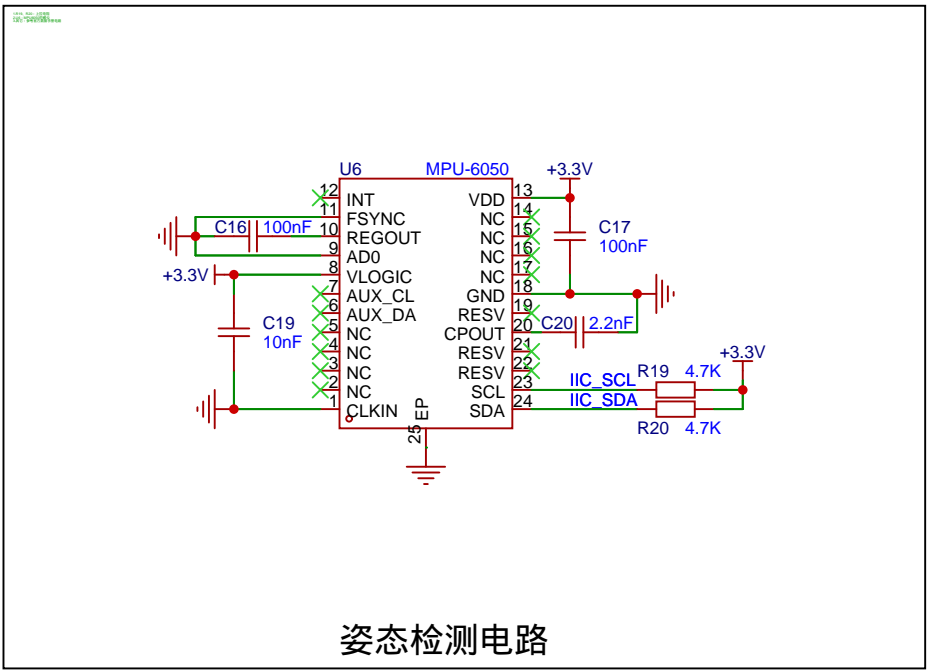 U6 MPU-6050
+3.3V
12 INT VDD 13
11 FSYNC NC 14
C16 100nF 10 REGOUT NC 15
9 AD0 NC 16
+3.3V 8 VLOGIC NC 17
7 AUX_CL GND 18
6 AUX_DA RESV 19
5 NC CPOUT 20
4 NC RESV 21
3 NC RESV 22
2 NC SCL 23
1 CLKIN SDA 24
25 EP
C17
100nF
C19
10nF
C20 2.2nF
+3.3V
IIC_SCL R19 4.7K
IIC_SDA
R20 4.7K
姿态检测电路